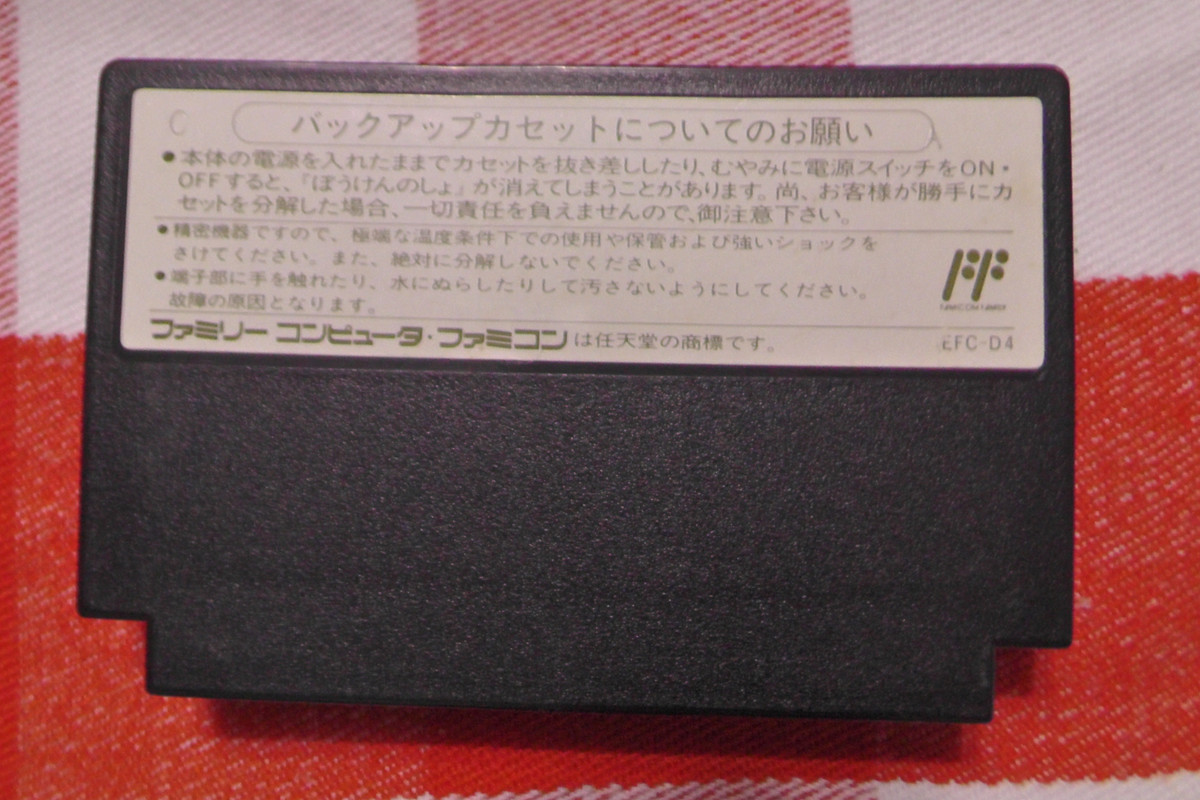 バックアップカセットについてのお願い
●本体の電源を入れたままでカセットを抜き差ししたり、むやみに電源スイッチをON・
OFFすると、『ぼうけんのしょ』が消えてしまうことがあります。尚、お客様が勝手にカ
セットを分解した場合、一切責任を負えませんので、御注意下さい。
●精密機器ですので、極端な温度条件下での使用や保管および強いショックを
さけてください。また、絶対に分解しないでください。
●端子部に手を触れたり、水にぬらしたりして汚さないようにしてください。
故障の原因となります。
ファミリーコンピュータ・ファミコンは任天堂の商標です。
EFC-D4